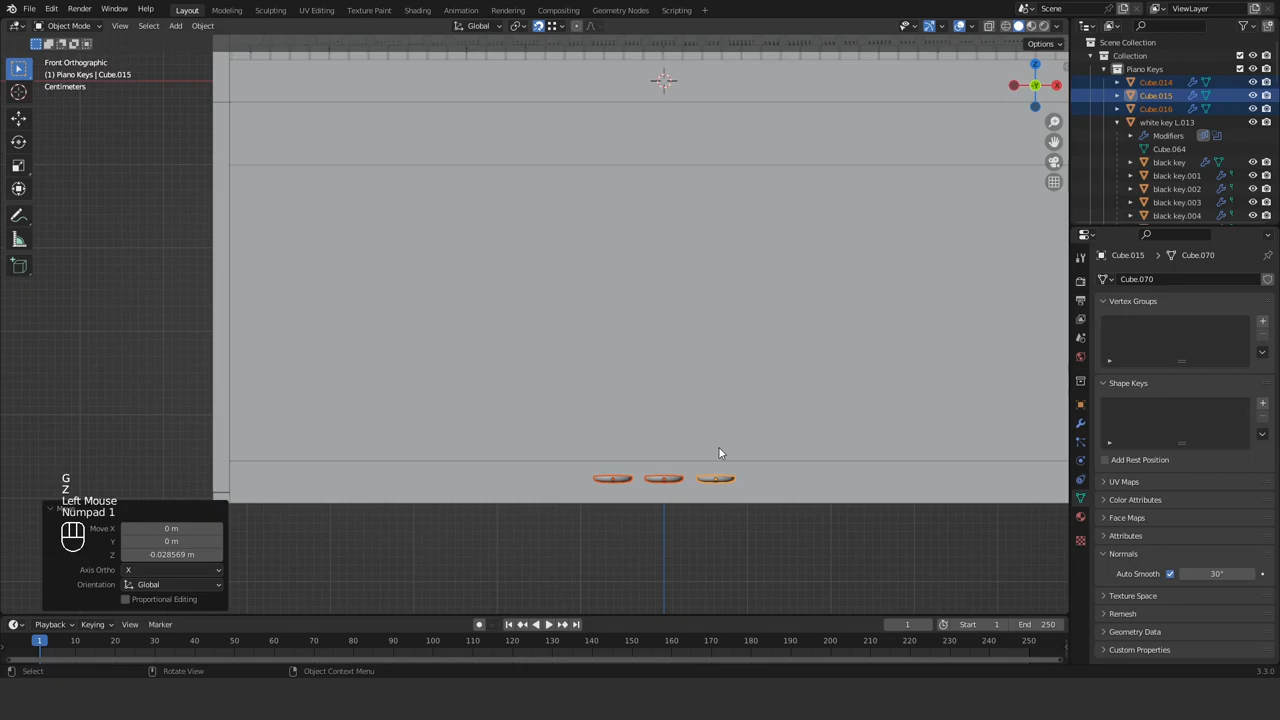 File Edit Render Window Help Layout Modeling Sculpting UV Editing Texture Paint Shading Animation Rendering Compositing Geometry Nodes Scripting + Scene ViewLayer
Object Mode View Select Add Object Global
Options
Front Orthographic
(1) Piano Keys | Cube.015
Centimeters
Z
X
Y
Scene Collection
Collection
Piano Keys
Cube.014
Cube.015
Cube.016
white key L.013
Modifiers
Cube.064
black key
black key.001
black key.002
black key.003
black key.004
Cube.015 > Cube.070
Cube.070
Vertex Groups
Shape Keys
Add Rest Position
UV Maps
Color Attributes
Face Maps
Attributes
Normals
Auto Smooth 30°
Texture Space
Remesh
Geometry Data
Custom Properties
G
Z
Left Mouse
Numpad 1
Move X 0 m
Y 0 m
Z -0.028569 m
Axis Ortho X
Orientation Global
Proportional Editing
Playback Keying View Marker 1 Start 1 End 250
1 10 20 30 40 50 60 70 80 90 100 110 120 130 140 150 160 170 180 190 200 210 220 230 240 250
Select Rotate View Object Context Menu 3.3.0